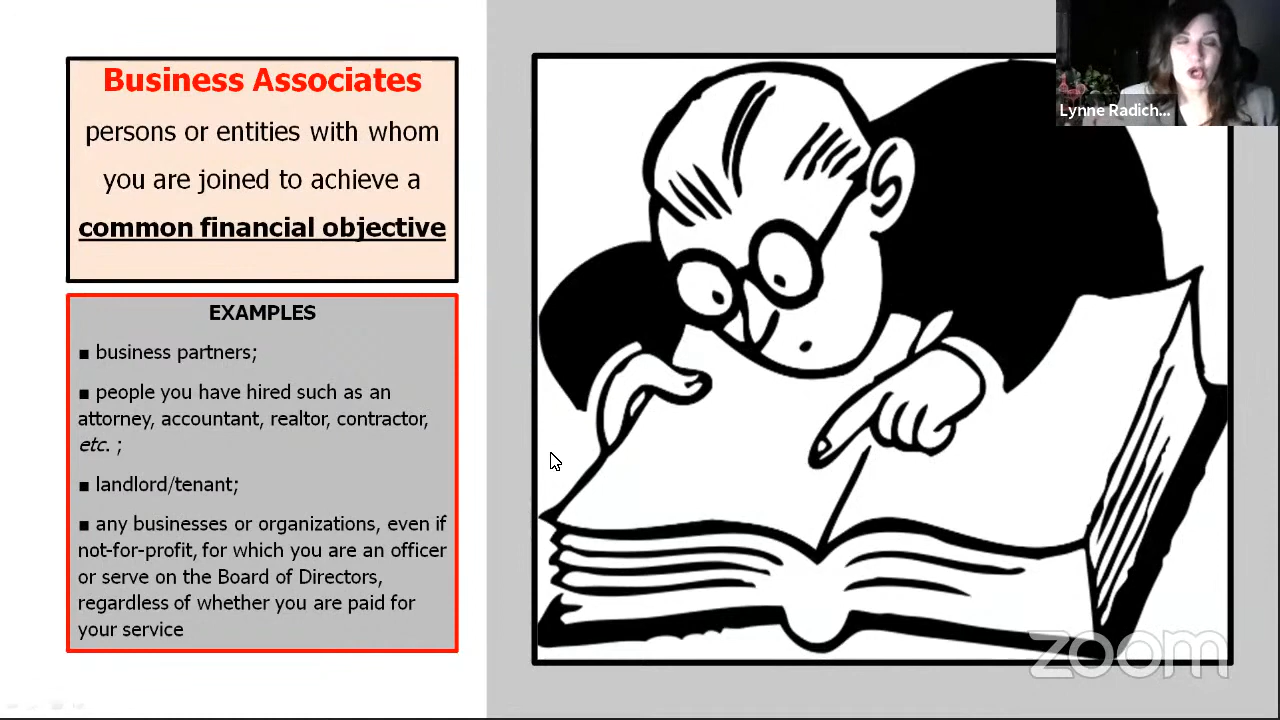 Business Associates
persons or entities with whom
you are joined to achieve a
common financial objective
EXAMPLES
■ business partners;
■ people you have hired such as an
attorney, accountant, realtor, contractor,
etc. ;
■ landlord/tenant;
■ any businesses or organizations, even if
not-for-profit, for which you are an officer
or serve on the Board of Directors,
regardless of whether you are paid for
your service
Lynne Radich...
zoom